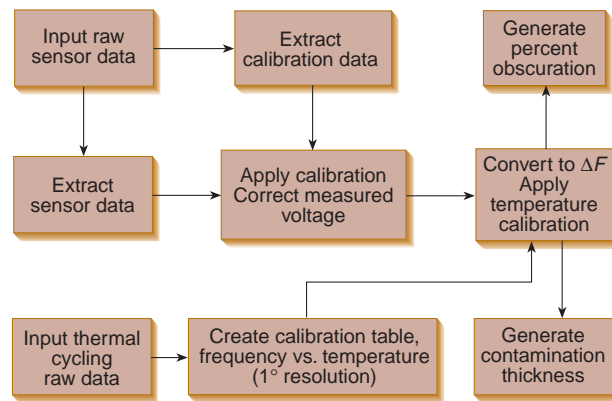 Input raw
sensor data
Extract
calibration data
Generate
percent
obscuration
Extract
sensor data
Apply calibration
Correct measured
voltage
Convert to ΔF
Apply
temperature
calibration
Input thermal
cycling
raw data
Create calibration table,
frequency vs. temperature
(1° resolution)
Generate
contamination
thickness